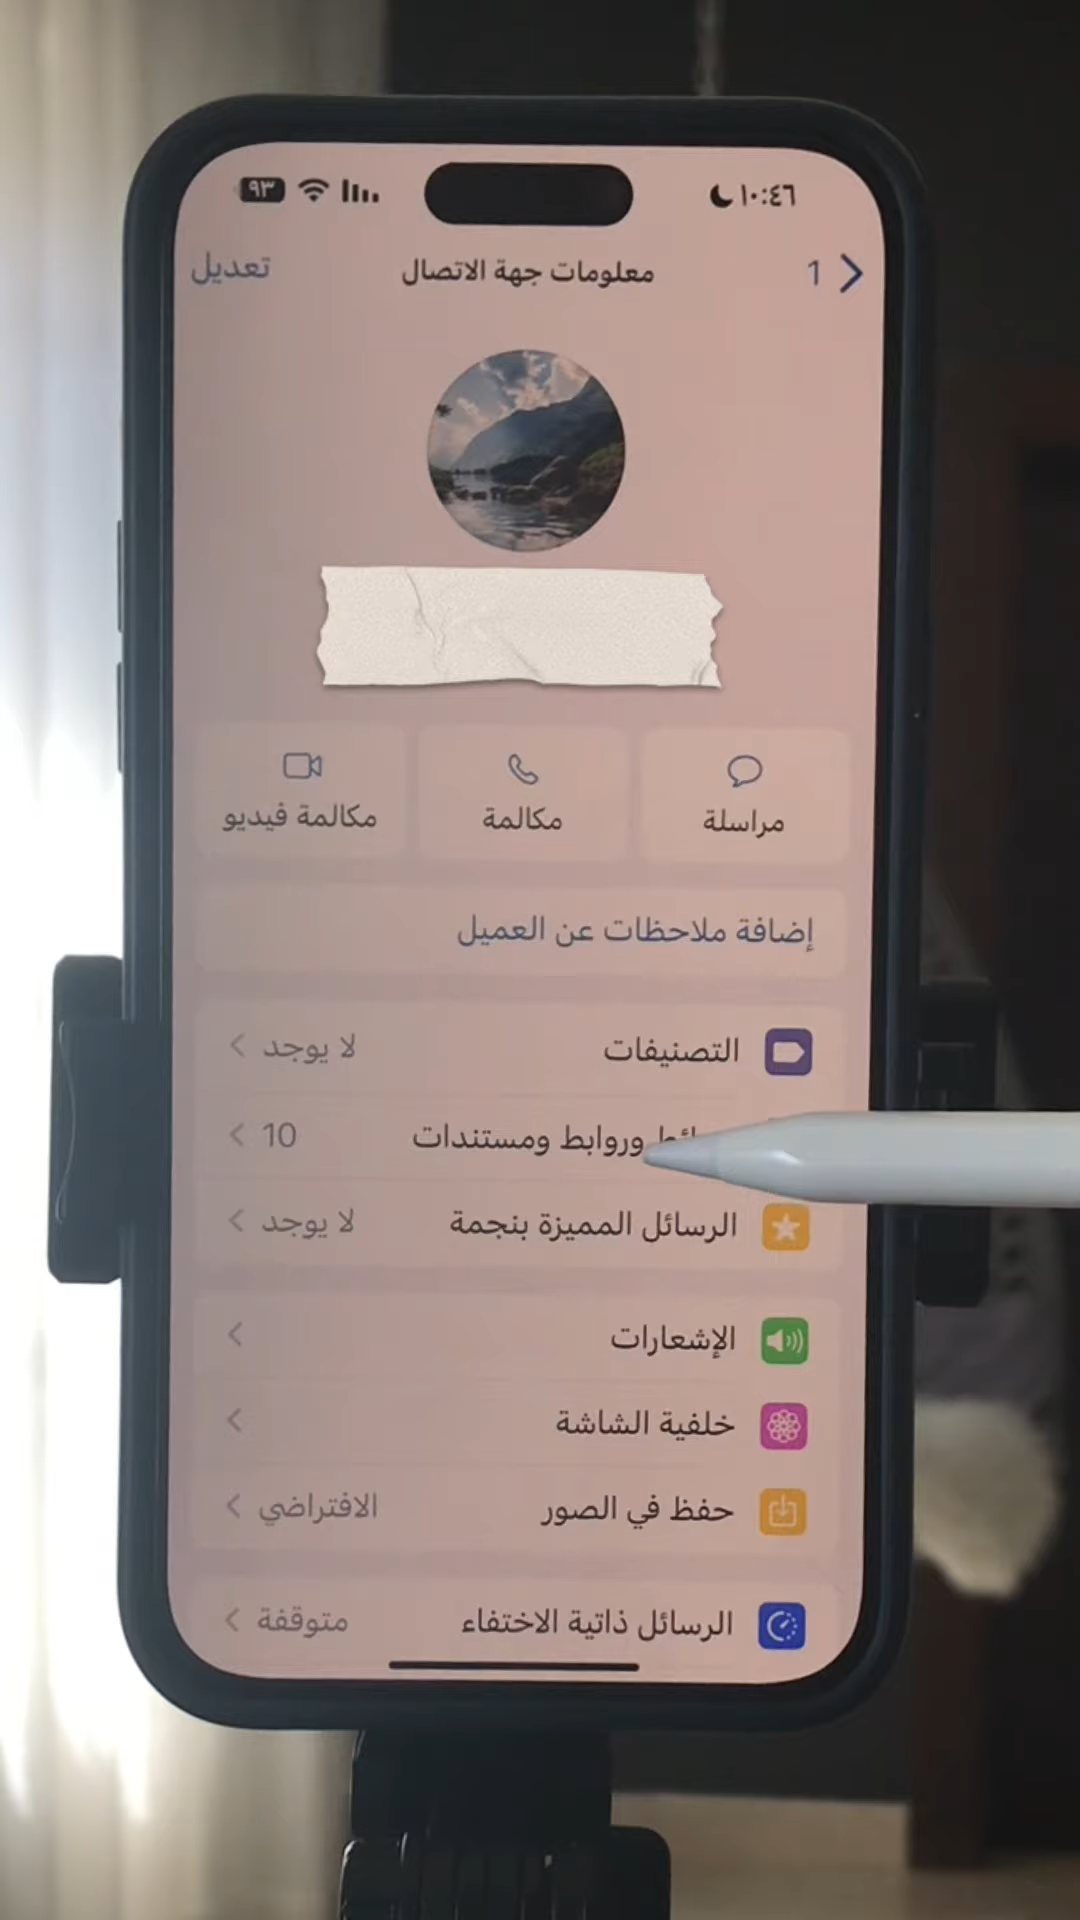 ١٠:٤٦
٩٣
1
معلومات جهة الاتصال
تعديل
مراسلة
مكالمة
مكالمة فيديو
إضافة ملاحظات عن العميل
التصنيفات
لا يوجد
وروابط ومستندات
10
الرسائل المميزة بنجمة
لا يوجد
الإشعارات
خلفية الشاشة
حفظ في الصور
الافتراضي
الرسائل ذاتية الاختفاء
متوقفة